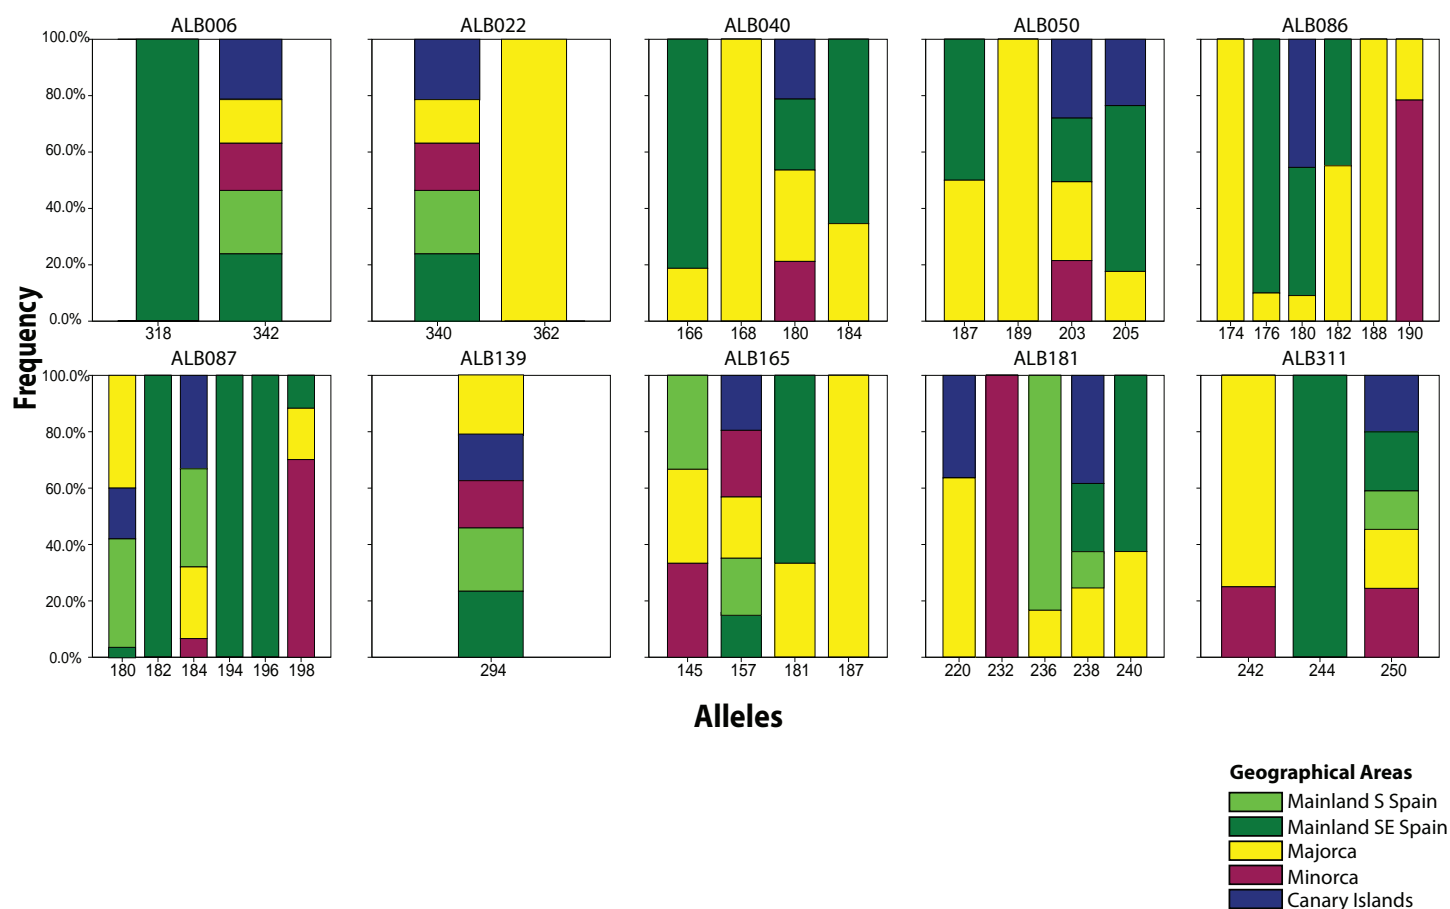 ALB006 ALB022 ALB040 ALB050 ALB086
100.0%
80.0%
60.0%
40.0%
20.0%
0.0%
318 342 340 362 166 168 180 184 187 189 203 205 174 176 180 182 188 190
Frequency
ALB087 ALB139 ALB165 ALB181 ALB311
100.0%
80.0%
60.0%
40.0%
20.0%
0.0%
180 182 184 194 196 198 294 145 157 181 187 220 232 236 238 240 242 244 250
Alleles
Geographical Areas
Mainland S Spain
Mainland SE Spain
Majorca
Minorca
Canary Islands